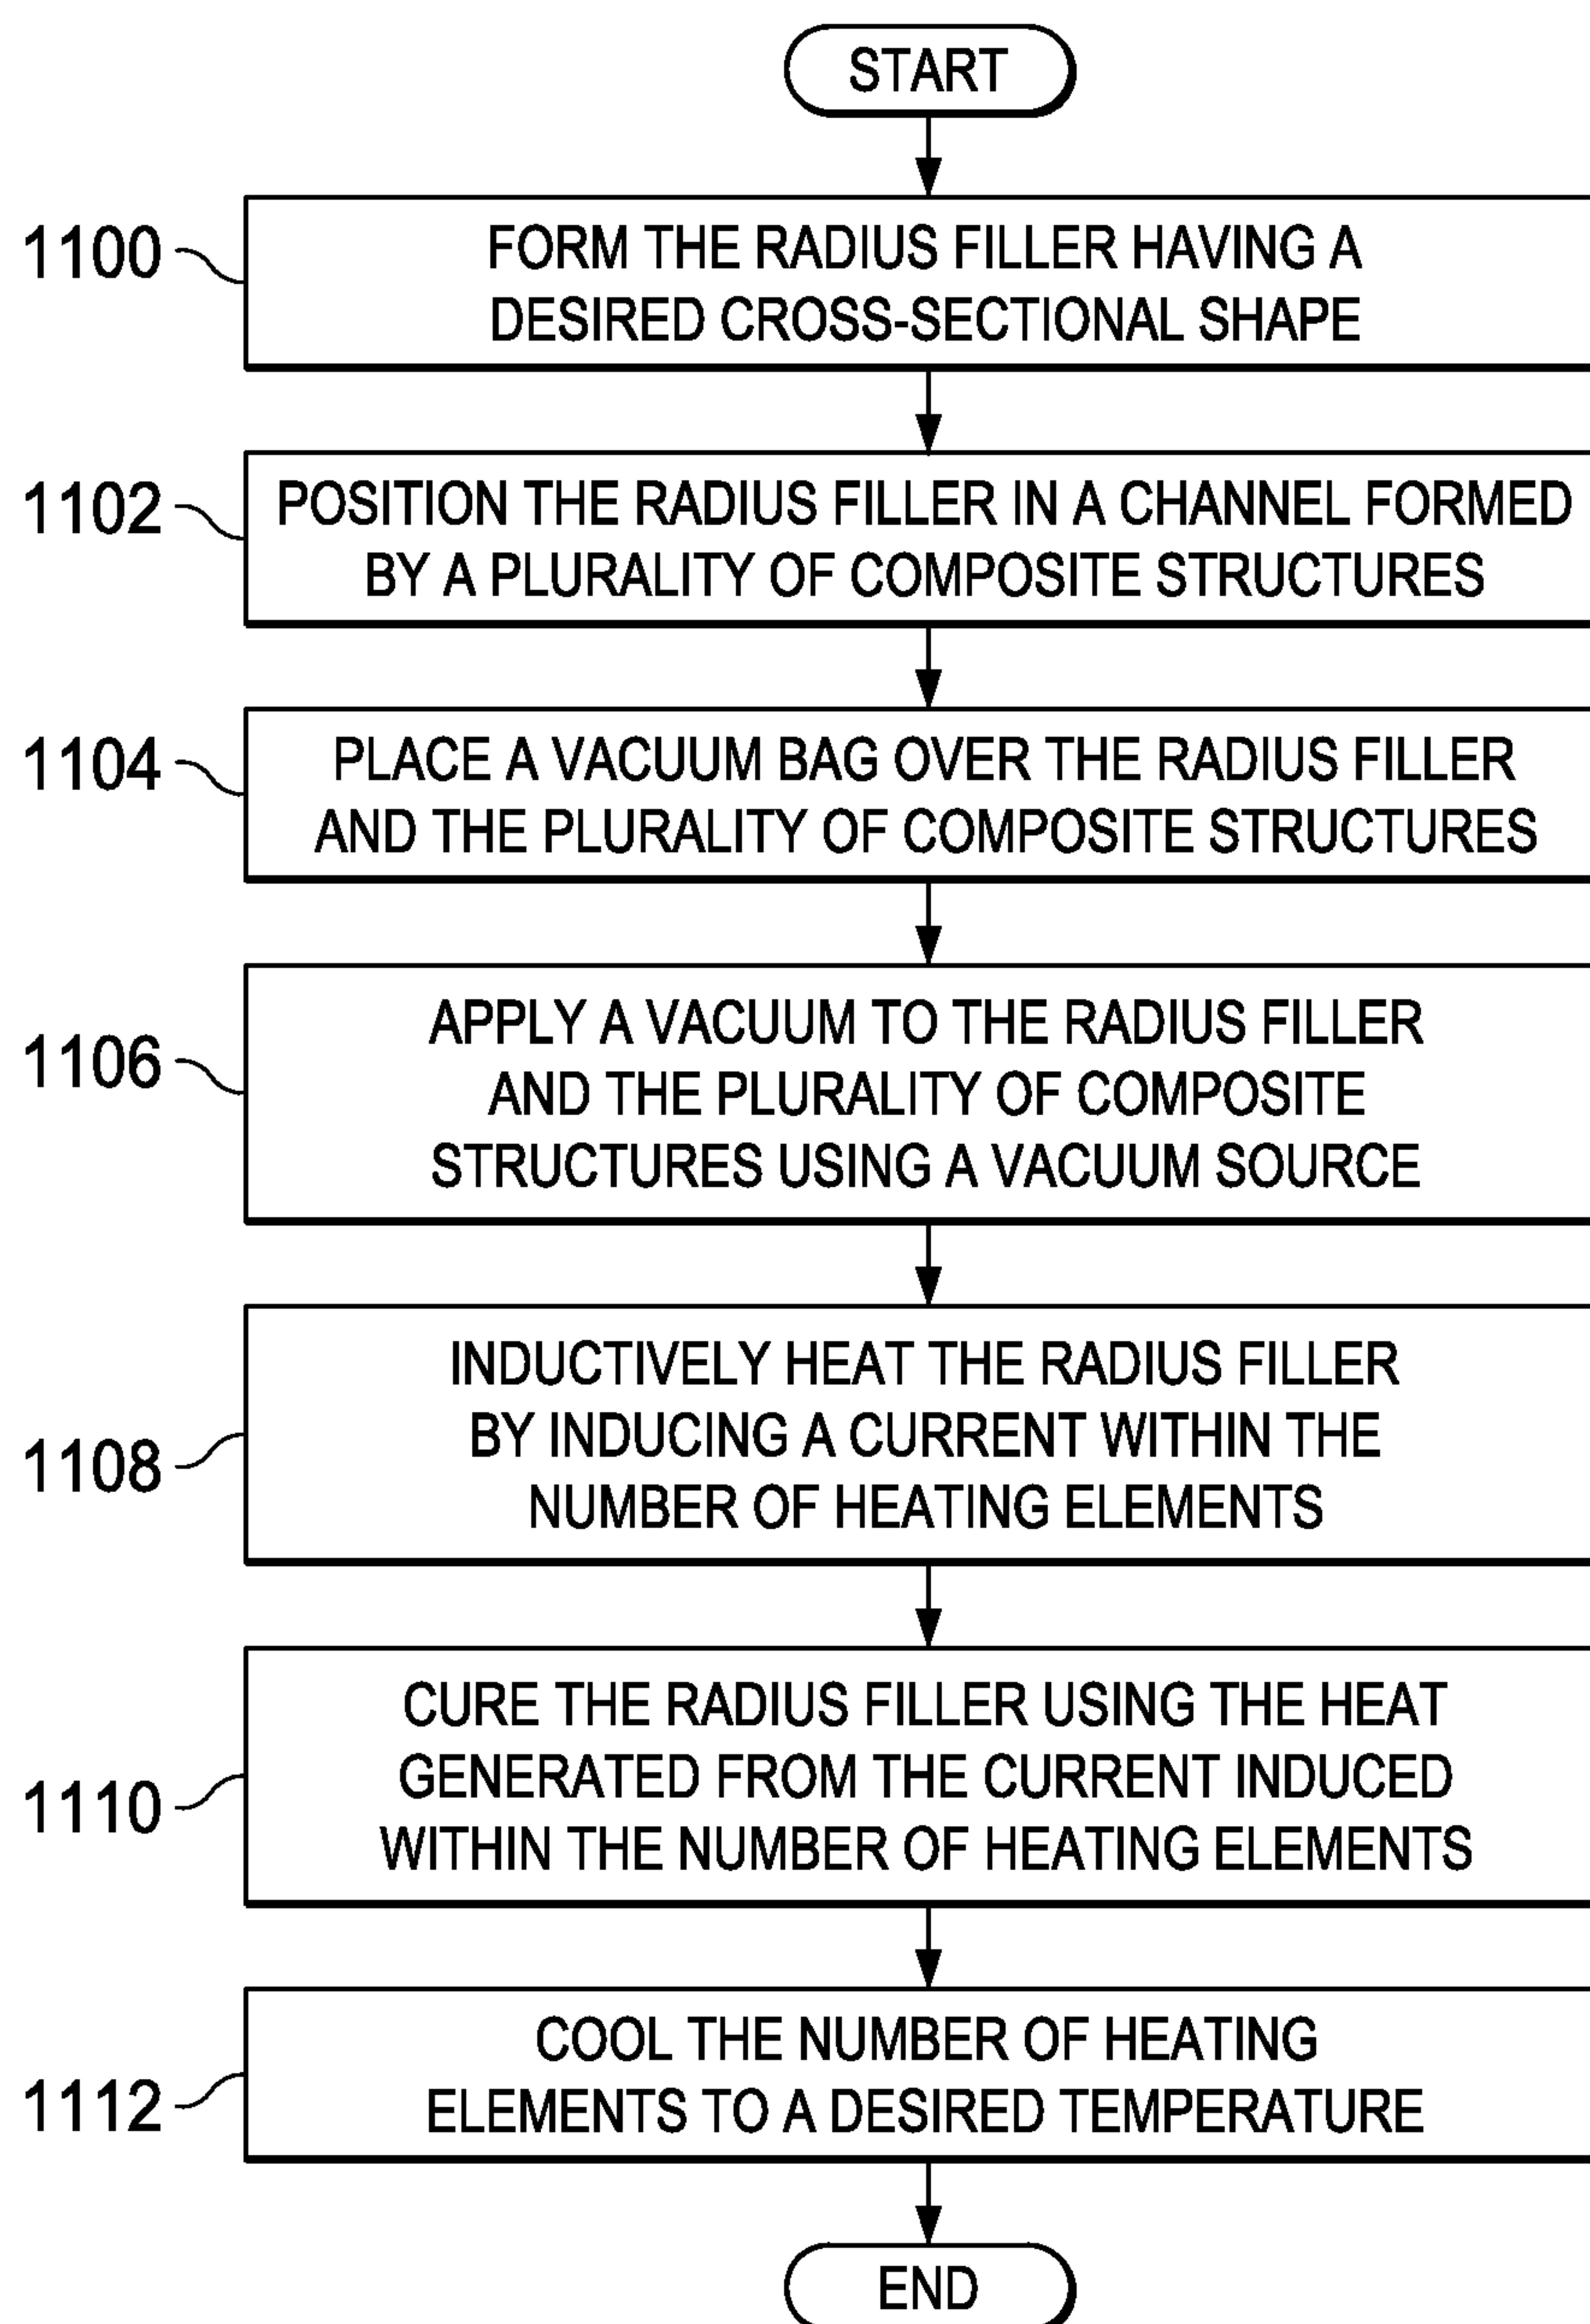 START
1100
FORM THE RADIUS FILLER HAVING A
DESIRED CROSS-SECTIONAL SHAPE
1102
POSITION THE RADIUS FILLER IN A CHANNEL FORMED
BY A PLURALITY OF COMPOSITE STRUCTURES
1104
PLACE A VACUUM BAG OVER THE RADIUS FILLER
AND THE PLURALITY OF COMPOSITE STRUCTURES
1106
APPLY A VACUUM TO THE RADIUS FILLER
AND THE PLURALITY OF COMPOSITE
STRUCTURES USING A VACUUM SOURCE
1108
INDUCTIVELY HEAT THE RADIUS FILLER
BY INDUCING A CURRENT WITHIN THE
NUMBER OF HEATING ELEMENTS
1110
CURE THE RADIUS FILLER USING THE HEAT
GENERATED FROM THE CURRENT INDUCED
WITHIN THE NUMBER OF HEATING ELEMENTS
1112
COOL THE NUMBER OF HEATING
ELEMENTS TO A DESIRED TEMPERATURE
END